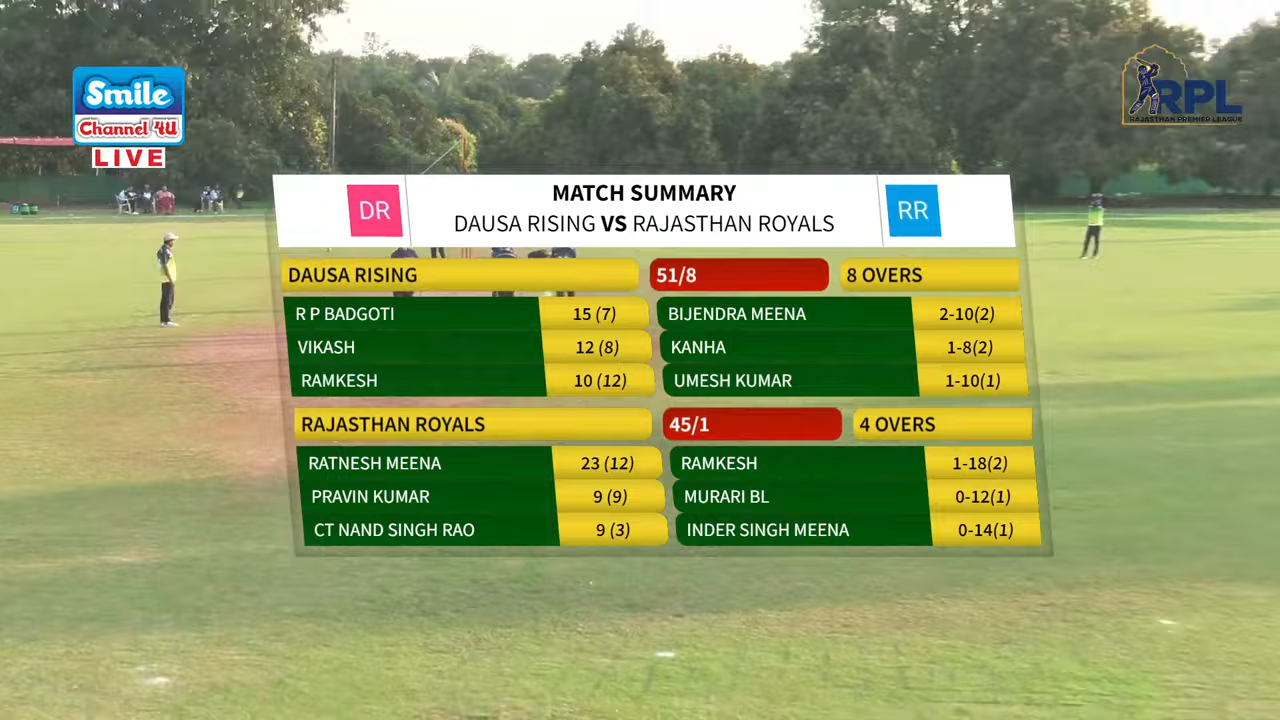 Smile
Channel 4U
LIVE
RPL
RAJASTHAN PREMIER LEAGUE
DR
MATCH SUMMARY
RR
DAUSA RISING VS RAJASTHAN ROYALS
DAUSA RISING 51/8 8 OVERS
R P BADGOTI 15 (7) BIJENDRA MEENA 2-10(2)
VIKASH 12 (8) KANHA 1-8(2)
RAMKESH 10 (12) UMESH KUMAR 1-10(1)
RAJASTHAN ROYALS 45/1 4 OVERS
RATNESH MEENA 23 (12) RAMKESH 1-18(2)
PRAVIN KUMAR 9 (9) MURARI BL 0-12(1)
CT NAND SINGH RAO 9 (3) INDER SINGH MEENA 0-14(1)